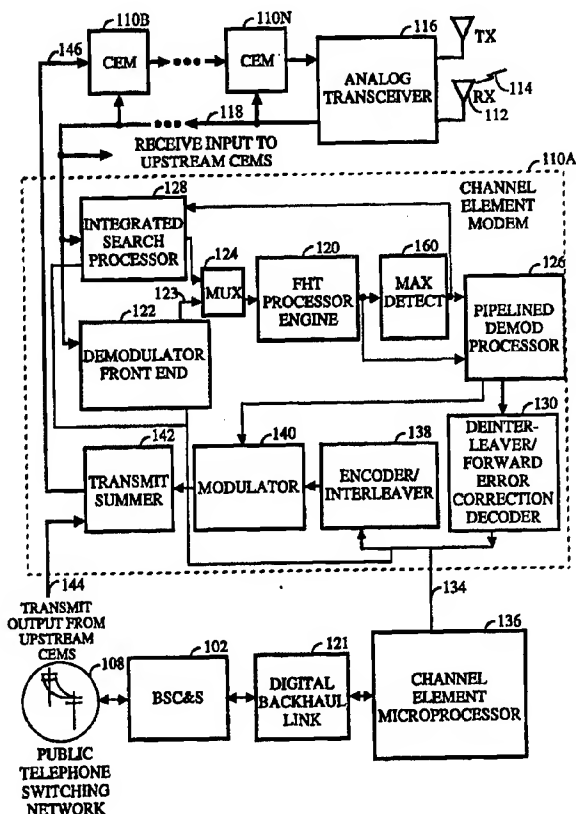 110B
110N
116
146
CEM
CEM
ANALOG
TRANSCEIVER
TX
RX
114
112
118
RECEIVE INPUT TO
UPSTREAM CEMS
110A
128
CHANNEL
ELEMENT
MODEM
INTEGRATED
SEARCH
PROCESSOR
124
120
160
126
123
MUX
FHT
PROCESSOR
ENGINE
MAX
DETECT
PIPELINED
DEMOD
PROCESSOR
122
DEMODULATOR
FRONT END
130
142
140
138
DEINTER-
LEAVER/
FORWARD
ERROR
CORRECTION
DECODER
TRANSMIT
SUMMER
MODULATOR
ENCODER/
INTERLEAVER
144
134
TRANSMIT
OUTPUT FROM
UPSTREAM
CEMS
136
108
102
121
BSC&S
DIGITAL
BACKHAUL
LINK
CHANNEL
ELEMENT
MICROPROCESSOR
PUBLIC
TELEPHONE
SWITCHING
NETWORK